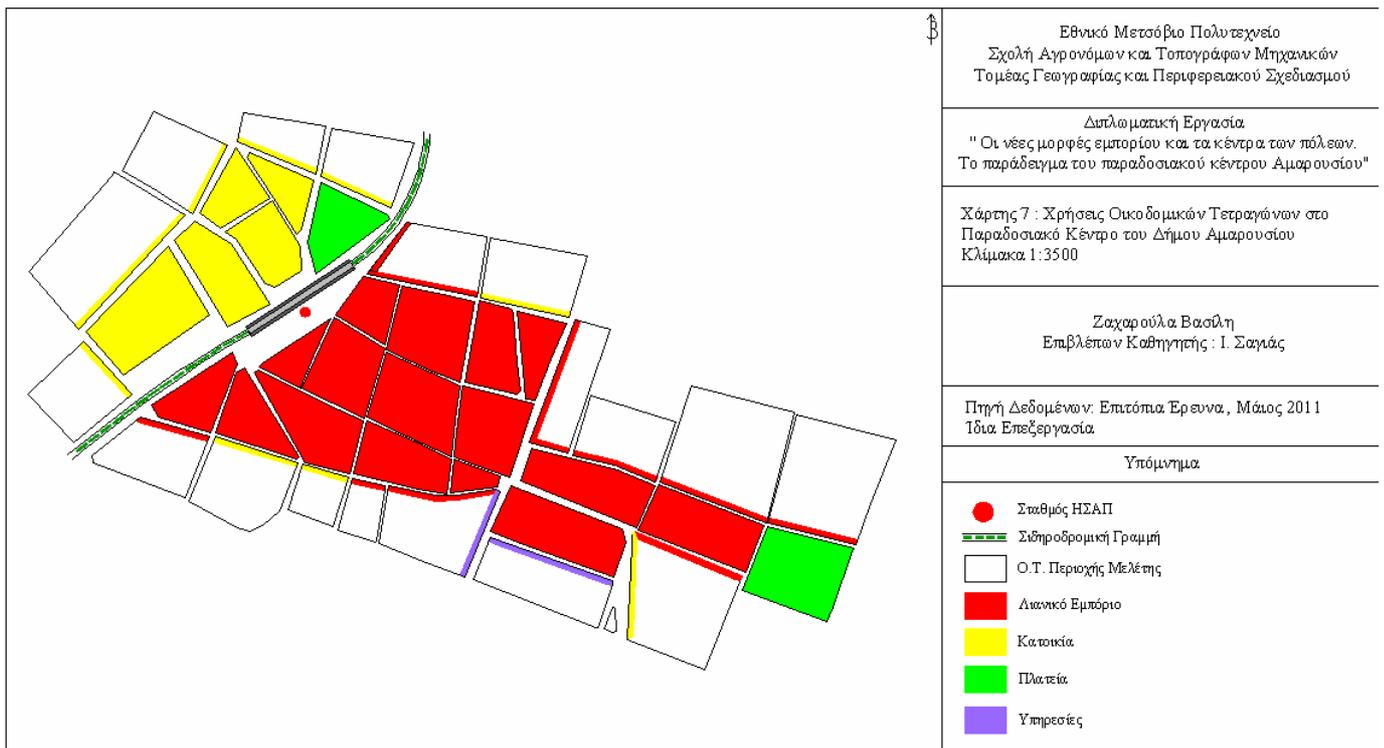 Β
Εθνικό Μετσόβιο Πολυτεχνείο
Σχολή Αγρονόμων και Τοπογράφων Μηχανικών
Τομέας Γεωγραφίας και Περιφερειακού Σχεδιασμού
Διπλωματική Εργασία
" Οι νέες μορφές εμπορίου και τα κέντρα των πόλεων.
Το παράδειγμα του παραδοσιακού κέντρου Αμαρουσίου"
Χάρτης 7 : Χρήσεις Οικοδομικών Τετραγώνων στο
Παραδοσιακό Κέντρο του Δήμου Αμαρουσίου
Κλίμακα 1:3500
Ζαχαρούλα Βασίλη
Επιβλέπων Καθηγητής : Ι. Σαγιάς
Πηγή Δεδομένων: Επιτόπια Έρευνα , Μάιος 2011
Ίδια Επεξεργασία
Υπόμνημα
Σταθμός ΗΣΑΠ
Σιδηροδρομική Γραμμή
Ο.Τ. Περιοχής Μελέτης
Λιανικό Εμπόριο
Κατοικία
Πλατεία
Υπηρεσίες